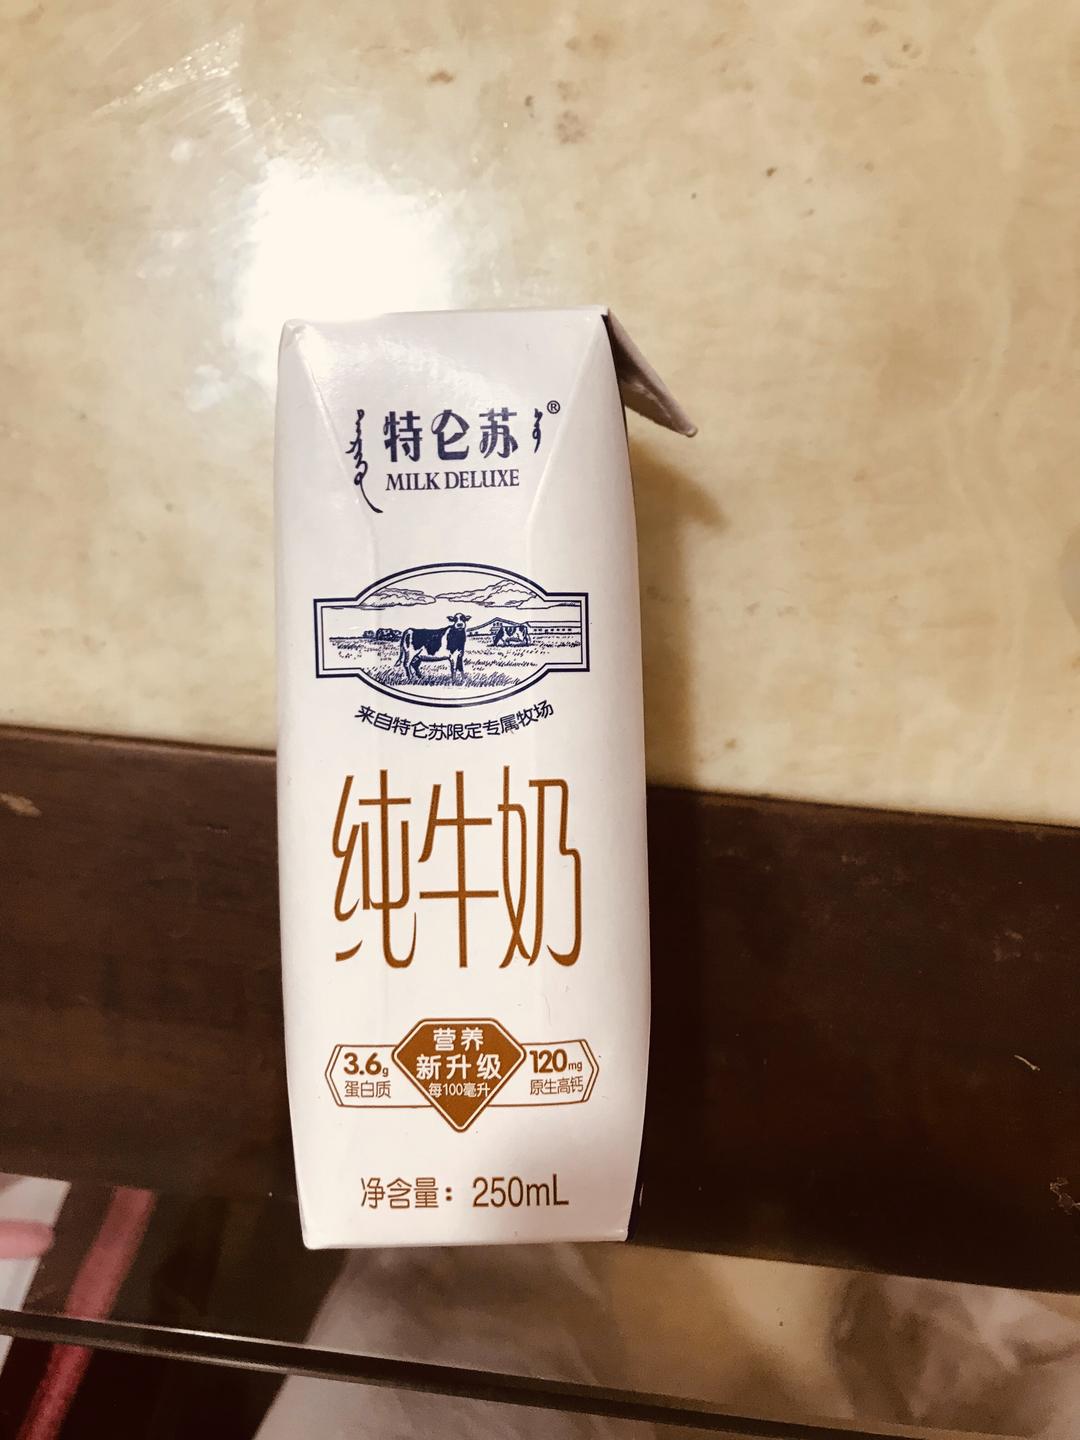 特仑苏®
MILK DELUXE
来自特仑苏限定专属牧场
纯牛奶
营养
新升级
每100毫升
3.6g
蛋白质
120mg
原生高钙
净含量：250mL